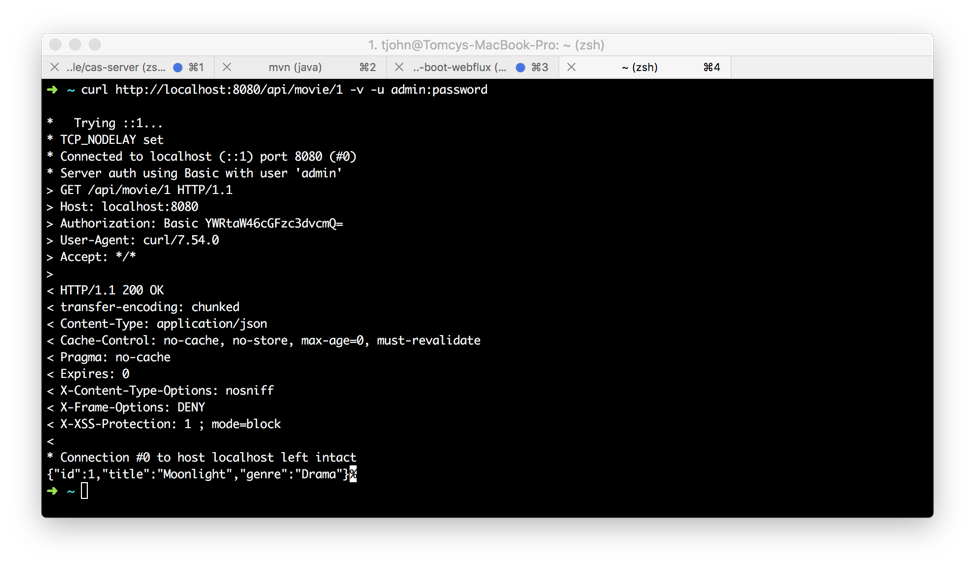 1. tjohn@Tomcys-MacBook-Pro: ~ (zsh)
..le/cas-server (zs... ⌘1 mvn (java) ⌘2 ..-boot-webflux (... ⌘3 ~ (zsh) ⌘4
➜ ~ curl http://localhost:8080/api/movie/1 -v -u admin:password
*   Trying ::1...
* TCP_NODELAY set
* Connected to localhost (::1) port 8080 (#0)
* Server auth using Basic with user 'admin'
> GET /api/movie/1 HTTP/1.1
> Host: localhost:8080
> Authorization: Basic YWRtaW46cGFzc3dvcmQ=
> User-Agent: curl/7.54.0
> Accept: */*
>
< HTTP/1.1 200 OK
< transfer-encoding: chunked
< Content-Type: application/json
< Cache-Control: no-cache, no-store, max-age=0, must-revalidate
< Pragma: no-cache
< Expires: 0
< X-Content-Type-Options: nosniff
< X-Frame-Options: DENY
< X-XSS-Protection: 1 ; mode=block
<
* Connection #0 to host localhost left intact
{"id":1,"title":"Moonlight","genre":"Drama"}%
➜ ~